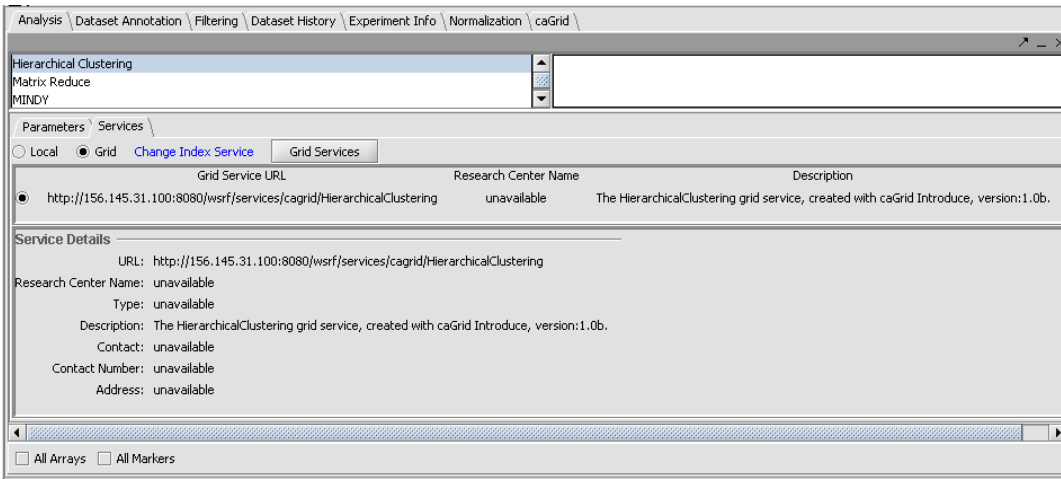 Analysis Dataset Annotation Filtering Dataset History Experiment Info Normalization caGrid
Hierarchical Clustering
Matrix Reduce
MINDY
Parameters Services
Local Grid Change Index Service Grid Services
Grid Service URL Research Center Name Description
http://156.145.31.100:8080/wsrf/services/cagrid/HierarchicalClustering unavailable The HierarchicalClustering grid service, created with caGrid Introduce, version:1.0b.
Service Details
URL: http://156.145.31.100:8080/wsrf/services/cagrid/HierarchicalClustering
Research Center Name: unavailable
Type: unavailable
Description: The HierarchicalClustering grid service, created with caGrid Introduce, version:1.0b.
Contact: unavailable
Contact Number: unavailable
Address: unavailable
All Arrays All Markers